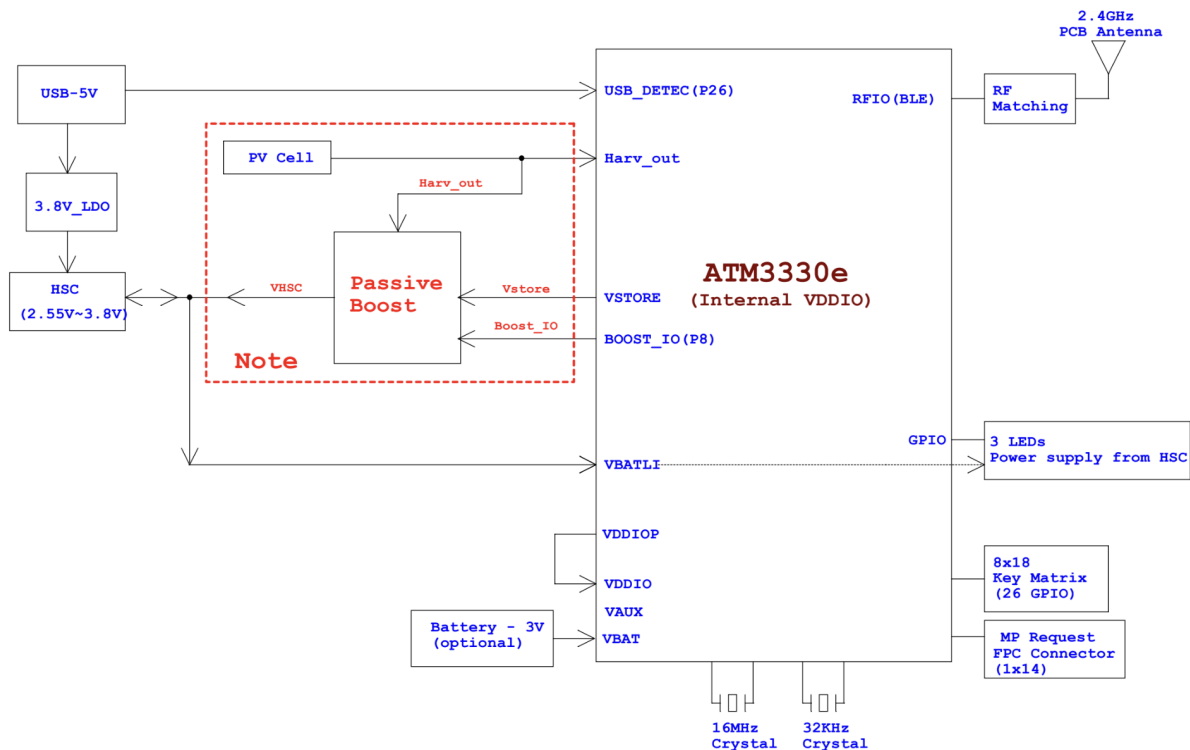 2.4GHz
PCB Antenna
USB-5V
USB_DETEC(P26)
RFIO(BLE)
RF
Matching
PV Cell
Harv_out
Harv_out
3.8V_LDO
ATM3330e
(Internal VDDIO)
HSC
(2.55V~3.8V)
VHSC
Passive
Boost
Vstore
VSTORE
Boost_IO
BOOST_IO(P8)
Note
GPIO
3 LEDs
Power supply from HSC
VBATLI
VDDIOP
VDDIO
8x18
Key Matrix
(26 GPIO)
VAUX
Battery - 3V
(optional)
VBAT
MP Request
FPC Connector
(1x14)
16MHz
Crystal
32KHz
Crystal